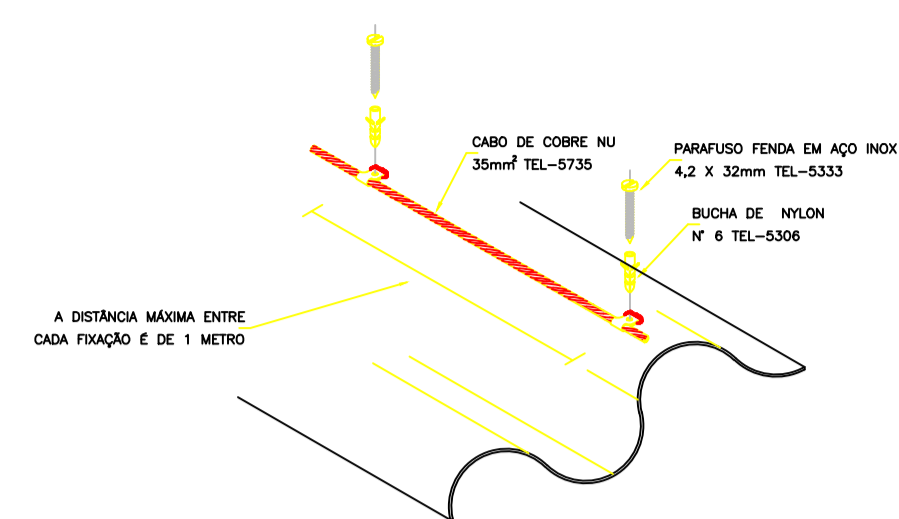 CABO DE COBRE NU
35mm² TEL-5735
PARAFUSO FENDA EM AÇO INOX
4,2 X 32mm TEL-5333
BUCHA DE NYLON
N° 6 TEL-5306
A DISTÂNCIA MÁXIMA ENTRE
CADA FIXAÇÃO É DE 1 METRO